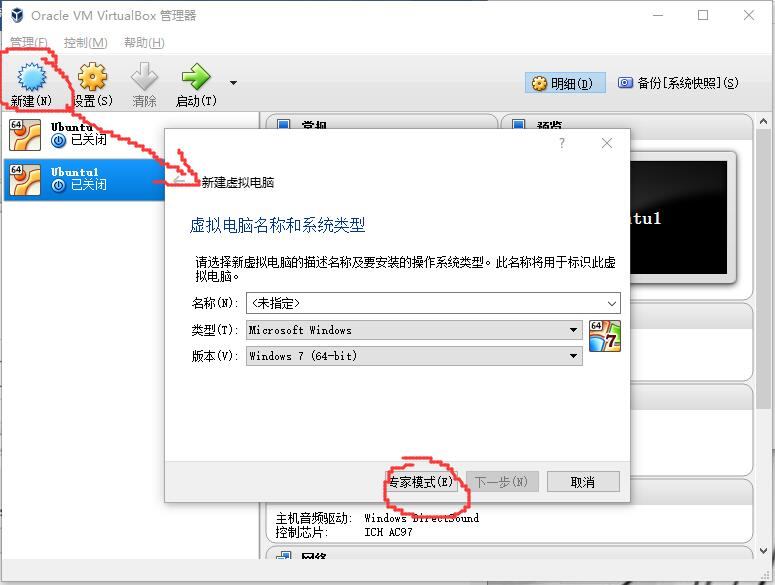 Oracle VM VirtualBox 管理器
管理(F) 控制(M) 帮助(H)
新建(N) 设置(S) 清除 启动(T) 明细(D) 备份[系统快照](S)
常规 预览
64 Ubuntu
已关闭
64 Ubuntu1
已关闭
新建虚拟电脑
虚拟电脑名称和系统类型
请选择新虚拟电脑的描述名称及要安装的操作系统类型。此名称将用于标识此虚
拟电脑。
名称(N): <未指定>
类型(T): Microsoft Windows
版本(V): Windows 7 (64-bit)
64 7
专家模式(E) 下一步(N) 取消
主机音频驱动: Windows DirectSound
控制芯片: ICH AC97
网络